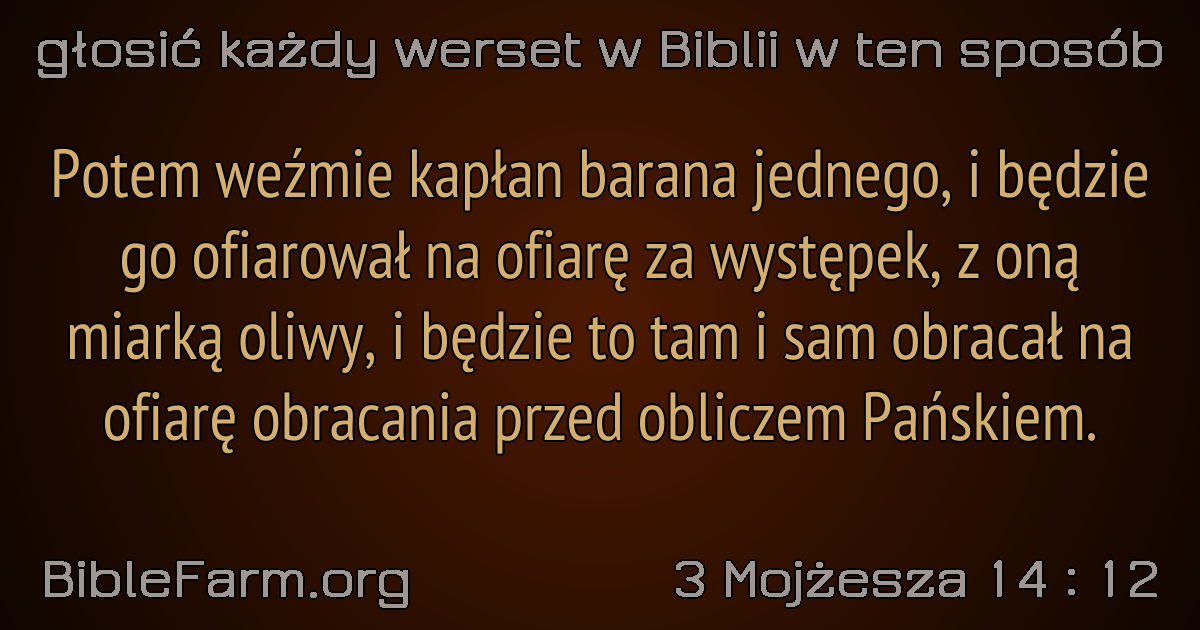 głosić każdy werset w Biblii w ten sposób
Potem weźmie kapłan barana jednego, i będzie
go ofiarował na ofiarę za występek, z oną
miarką oliwy, i będzie to tam i sam obracał na
ofiarę obracania przed obliczem Pańskiem.
BibleFarm.org
3 Mojżesza 14 : 12